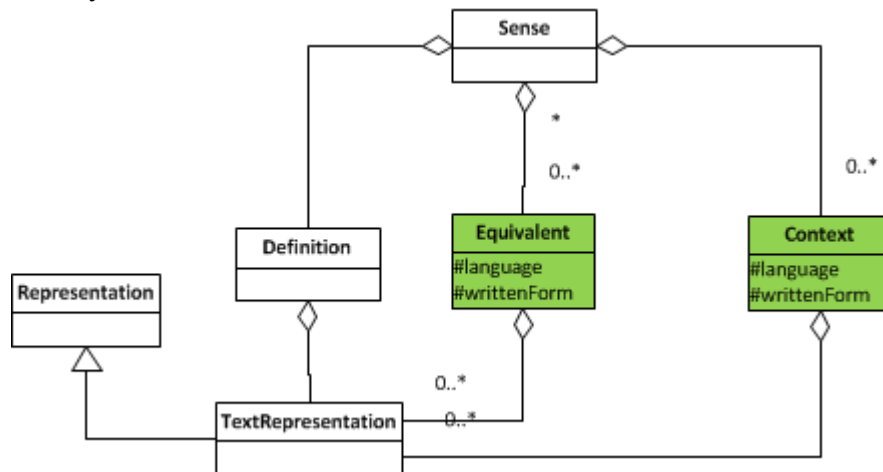 Sense
*
0..*
0..*
Equivalent
#language
#writtenForm
Context
#language
#writtenForm
Definition
Representation
0..*
0..*
TextRepresentation